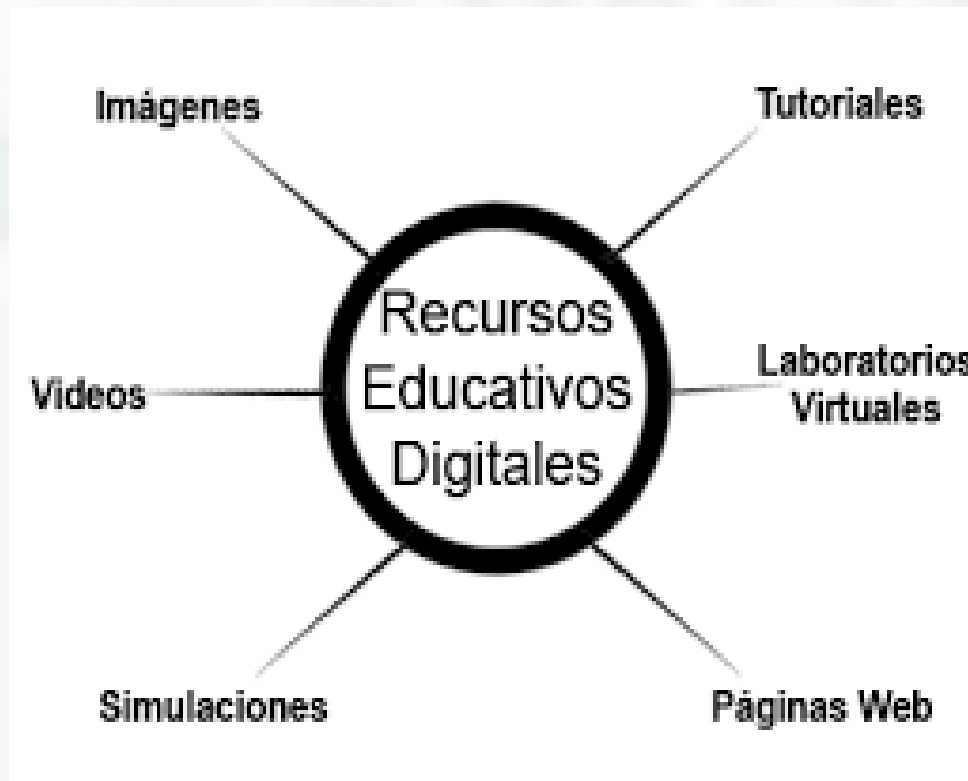 Imágenes
Tutoriales
Recursos
Educativos
Digitales
Videos
Laboratorios
Virtuales
Simulaciones
Páginas Web